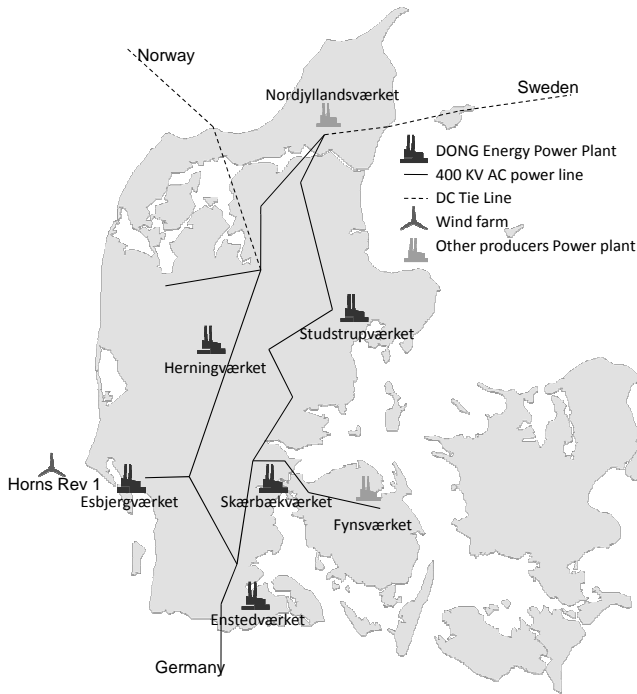 Norway
Sweden
Nordjyllandsværket
DONG Energy Power Plant
400 KV AC power line
DC Tie Line
Wind farm
Other producers Power plant
Studstrupværket
Herningværket
Horns Rev 1
Esbjergværket
Skærbækværket
Fynsværket
Enstedværket
Germany